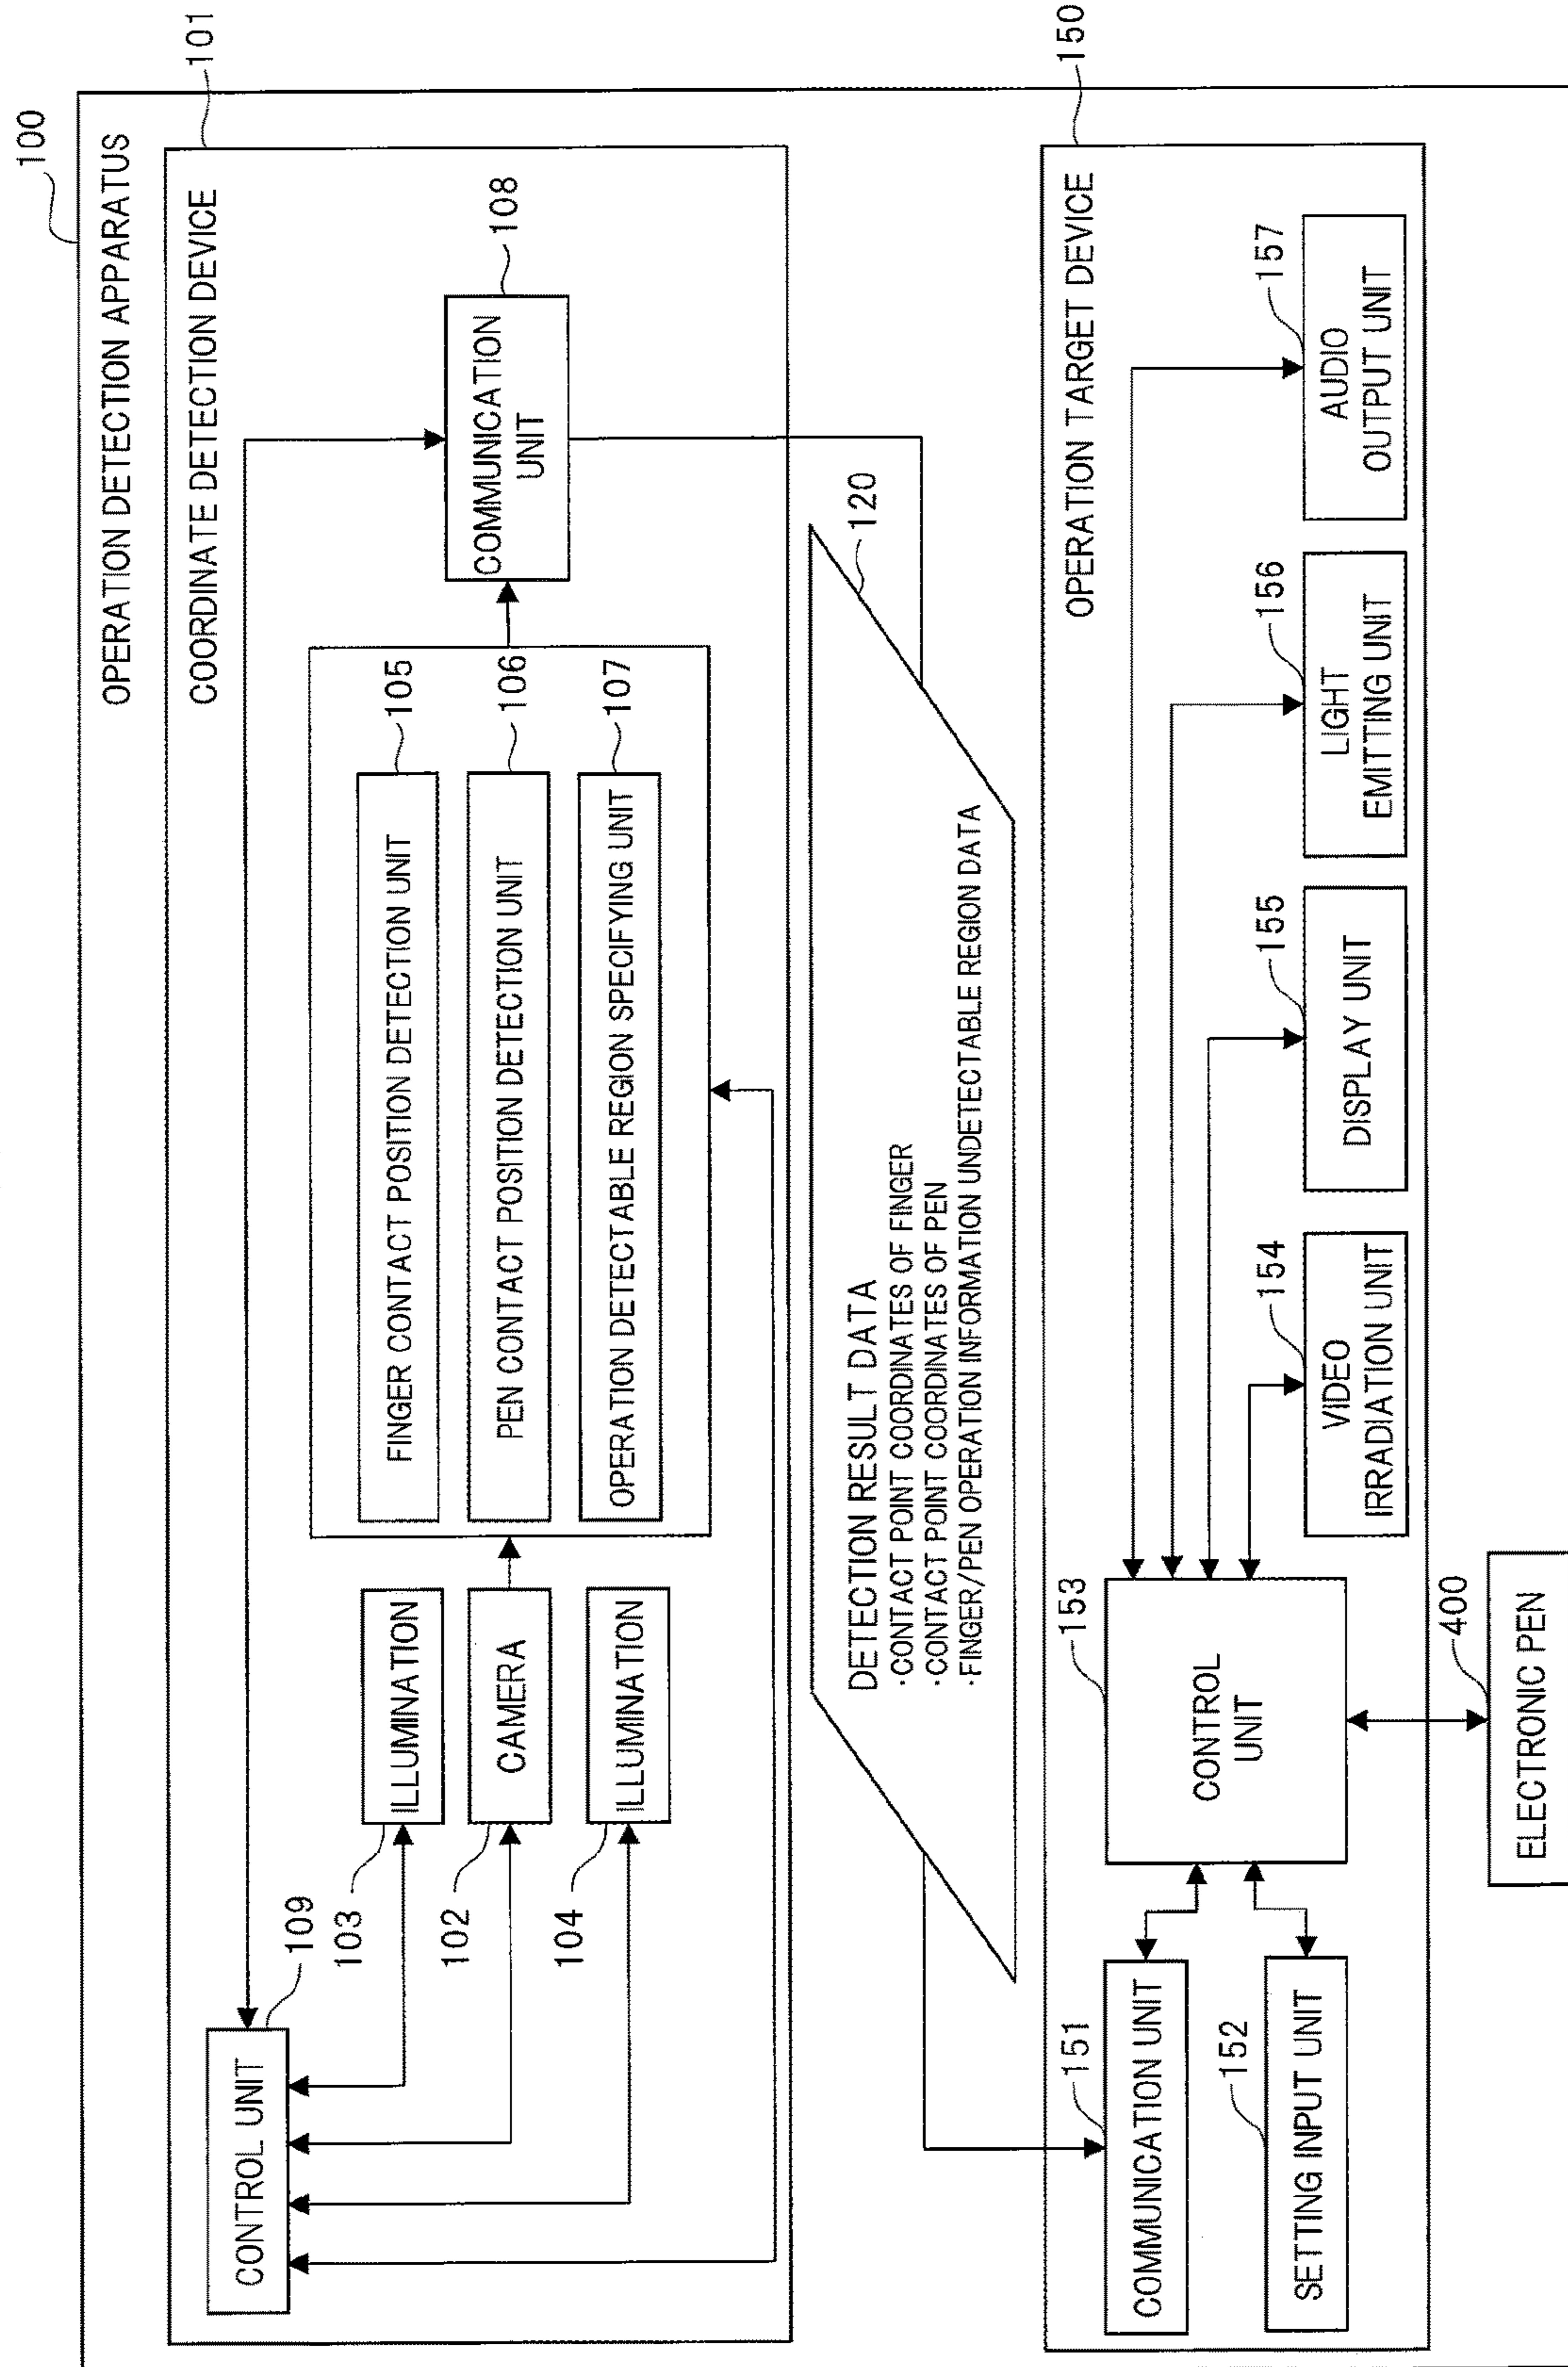 100
OPERATION DETECTION APPARATUS
101
COORDINATE DETECTION DEVICE
109
CONTROL UNIT
103
ILLUMINATION
102
CAMERA
104
ILLUMINATION
FINGER CONTACT POSITION DETECTION UNIT
105
PEN CONTACT POSITION DETECTION UNIT
106
OPERATION DETECTABLE REGION SPECIFYING UNIT
107
108
COMMUNICATION
UNIT
120
DETECTION RESULT DATA
·CONTACT POINT COORDINATES OF FINGER
·CONTACT POINT COORDINATES OF PEN
·FINGER/PEN OPERATION INFORMATION UNDETECTABLE REGION DATA
150
OPERATION TARGET DEVICE
151
COMMUNICATION UNIT
152
SETTING INPUT UNIT
153
CONTROL
UNIT
154
VIDEO
IRRADIATION UNIT
155
DISPLAY UNIT
156
LIGHT
EMITTING UNIT
157
AUDIO
OUTPUT UNIT
400
ELECTRONIC PEN